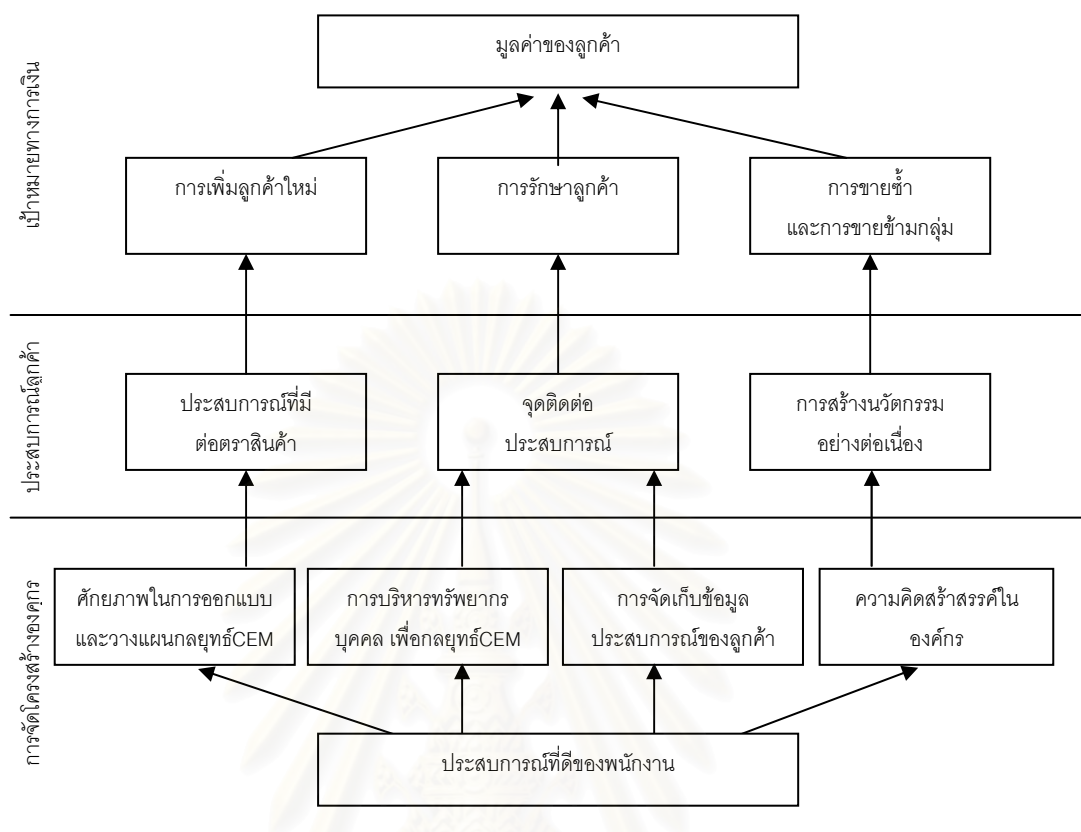 มูลค่าของลูกค้า
เป้าหมายทางการเงิน
การเพิ่มลูกค้าใหม่
การรักษาลูกค้า
การขายซ้ำ
และการขายข้ามกลุ่ม
ประสบการณ์ลูกค้า
ประสบการณ์ที่มี
ต่อตราสินค้า
จุดติดต่อ
ประสบการณ์
การสร้างนวัตกรรม
อย่างต่อเนื่อง
การจัดโครงสร้างองค์กร
ศักยภาพในการออกแบบ
และวางแผนกลยุทธ์CEM
การบริหารทรัพยากร
บุคคล เพื่อกลยุทธ์CEM
การจัดเก็บข้อมูล
ประสบการณ์ของลูกค้า
ความคิดสร้าสรรค์ใน
องค์กร
ประสบการณ์ที่ดีของพนักงาน